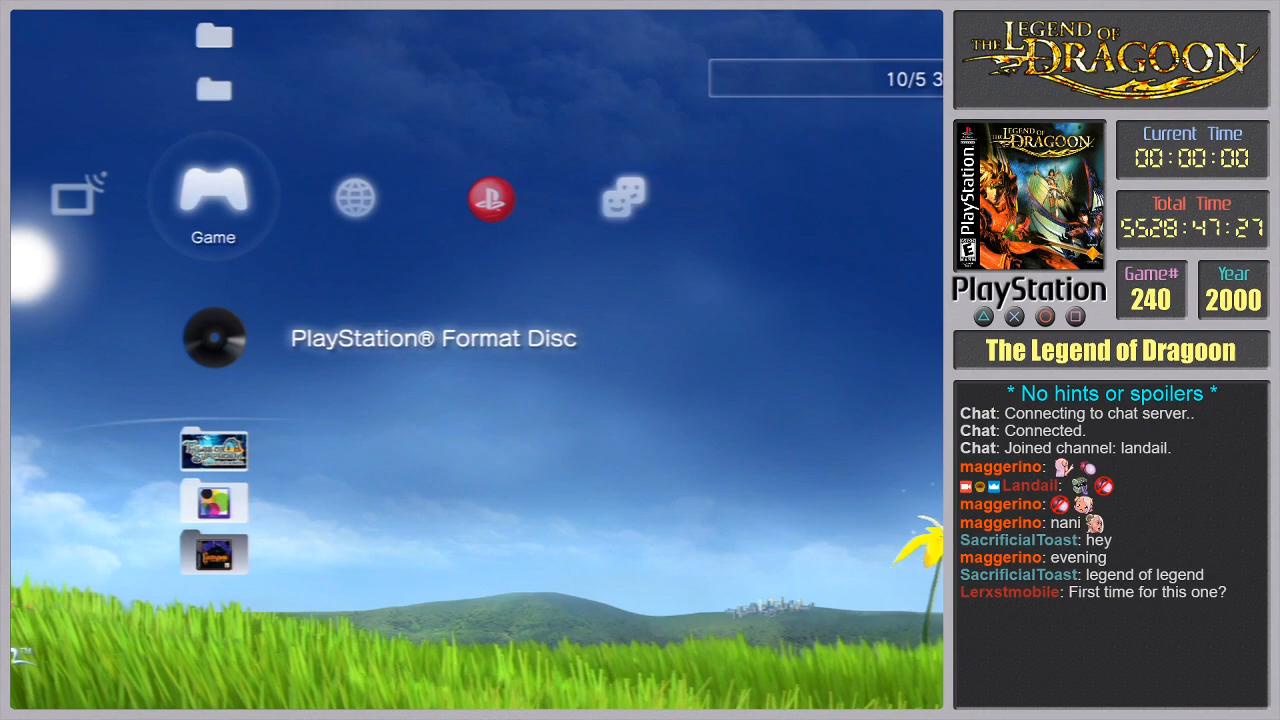 10/5 3
Game
PlayStation® Format Disc
2™
THE LEGEND OF DRAGOON
PlayStation
THE LEGEND OF DRAGOON
E
PlayStation
Current Time
00:00:00
Total Time
5528:47:27
Game#
240
Year
2000
The Legend of Dragoon
* No hints or spoilers *
Chat: Connecting to chat server..
Chat: Connected.
Chat: Joined channel: landail.
maggerino:
Landail:
maggerino:
maggerino: nani
SacrificialToast: hey
maggerino: evening
SacrificialToast: legend of legend
Lerxstmobile: First time for this one?